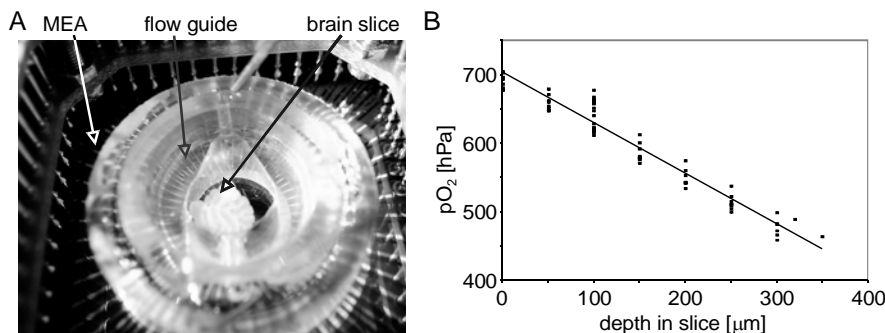 A
MEA
flow guide
brain slice
B
700
600
500
400
pO₂ [hPa]
0
100
200
300
400
depth in slice [μm]